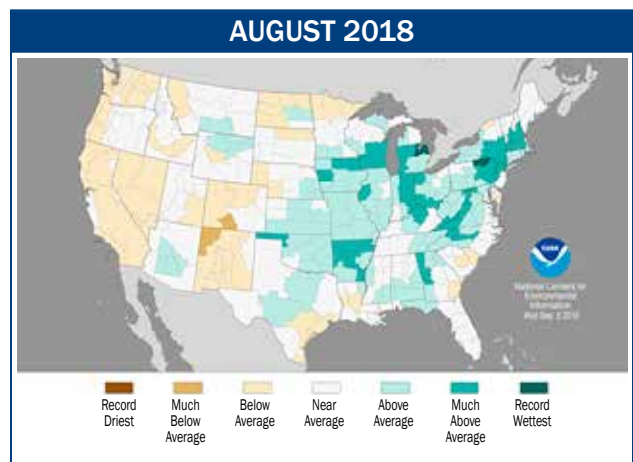 AUGUST 2018
NOAA
National Centers for
Environmental
Information
Record
Driest
Much
Below
Average
Below
Average
Near
Average
Above
Average
Much
Above
Average
Record
Wettest